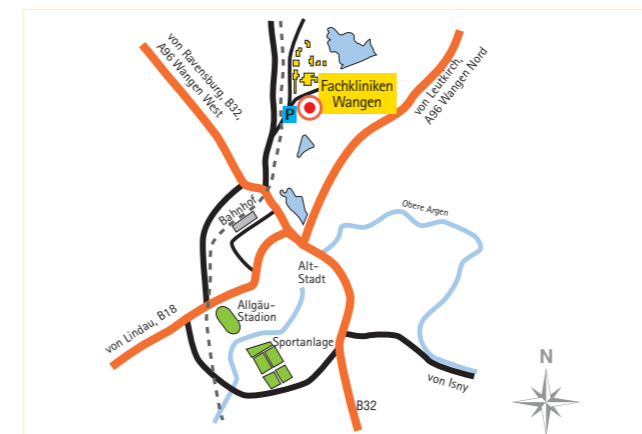 von Ravensburg, B32,
A96 Wangen West
Fachkliniken
Wangen
P
von Leutkirch,
A96 Wangen Nord
Bahnhof
Obere Argen
Alt-
Stadt
Allgäu-
Stadion
von Lindau, B18
Sportanlage
von Isny
B32
N